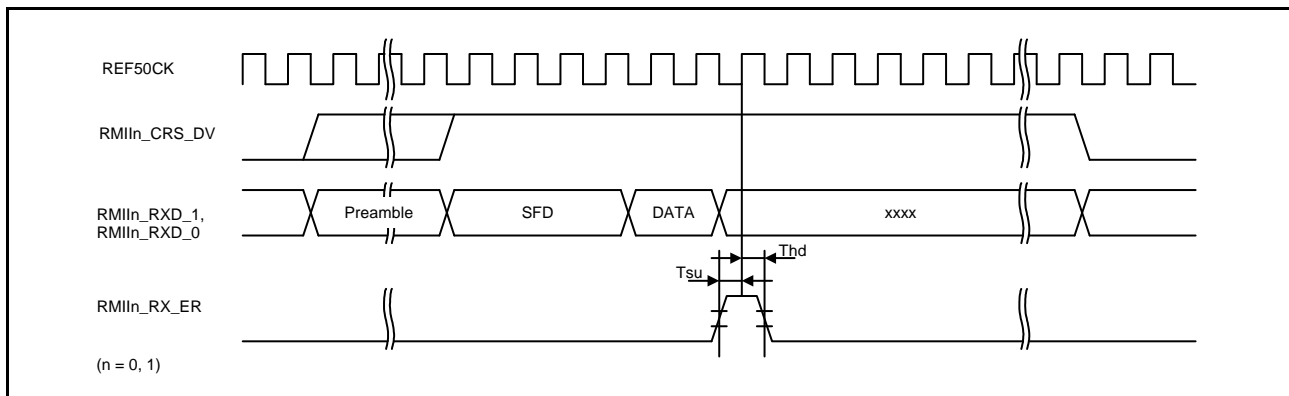 REF50CK
RMIIn_CRS_DV
RMIIn_RXD_1,
RMIIn_RXD_0
Preamble
SFD
DATA
xxxx
Thd
Tsu
RMIIn_RX_ER
(n = 0, 1)